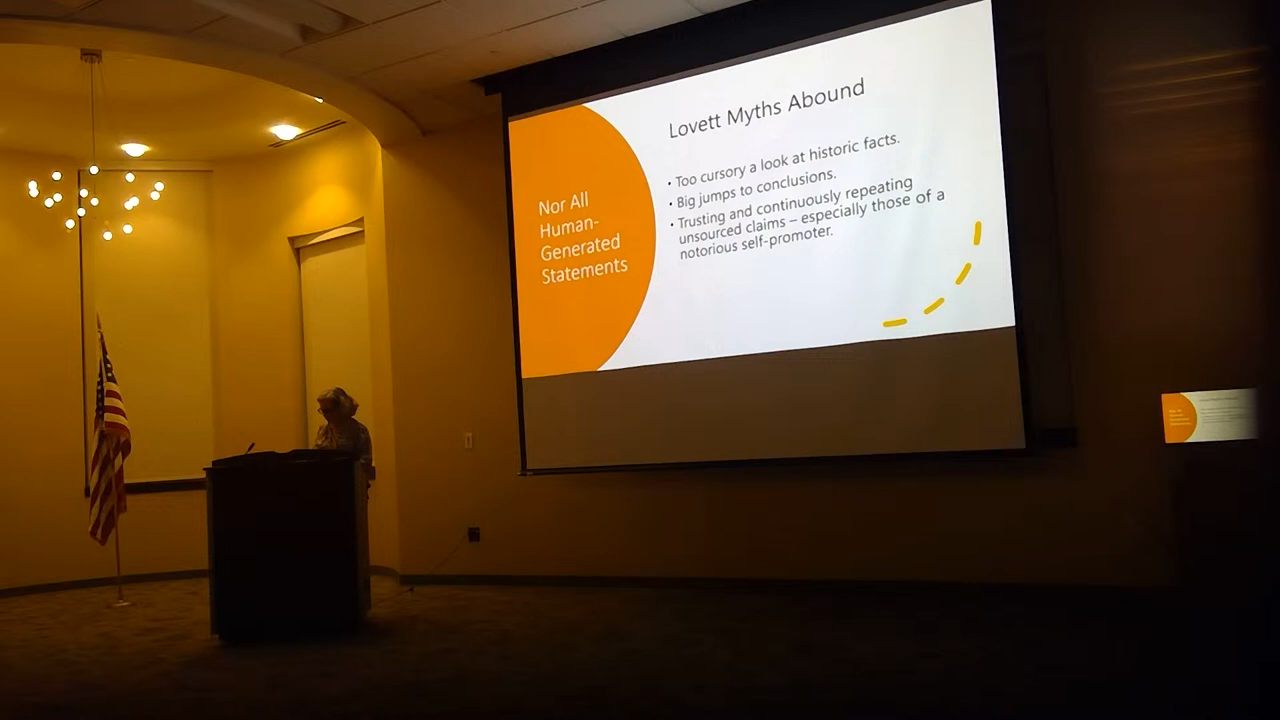 Lovett Myths Abound
Nor All
Human-
Generated
Statements
• Too cursory a look at historic facts.
• Big jumps to conclusions.
• Trusting and continuously repeating
unsourced claims – especially those of a
notorious self-promoter.